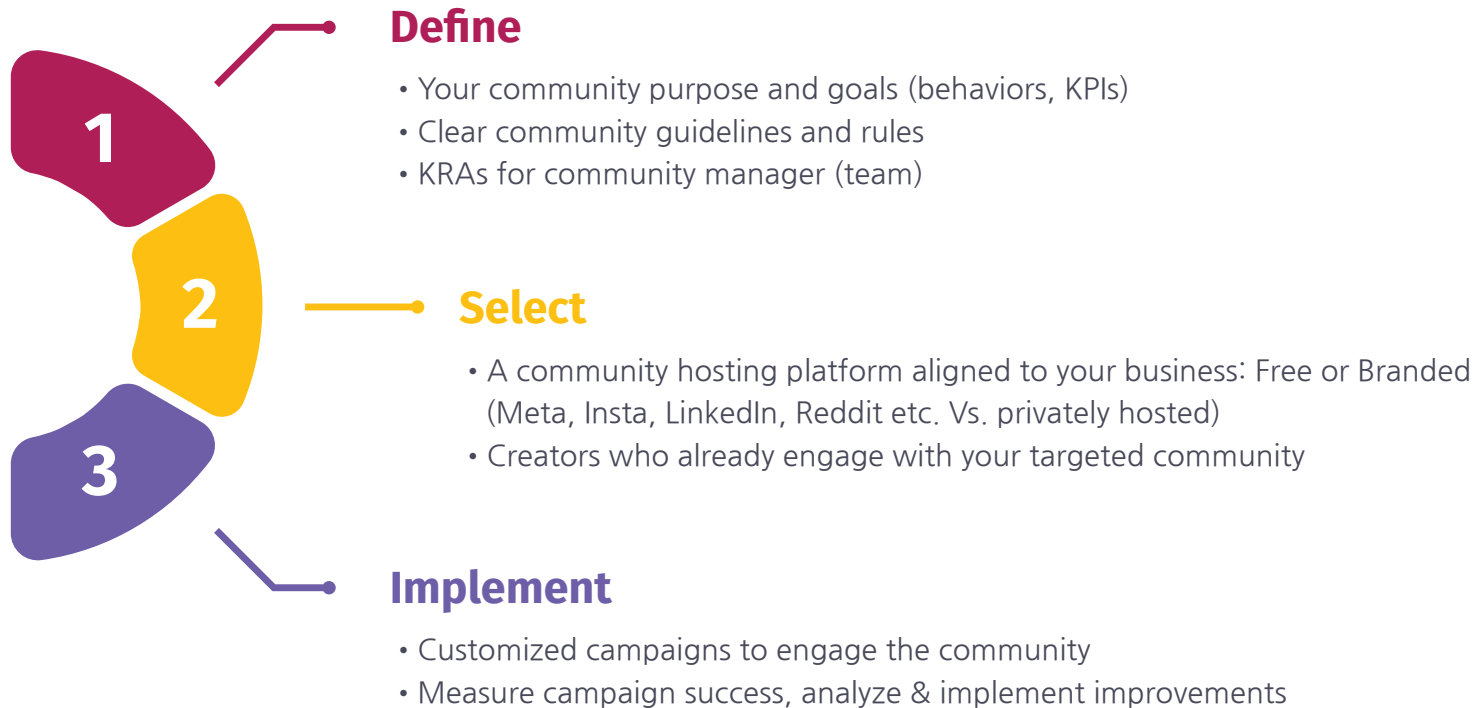 1
Define
• Your community purpose and goals (behaviors, KPIs)
• Clear community guidelines and rules
• KRAs for community manager (team)
2
Select
• A community hosting platform aligned to your business: Free or Branded
(Meta, Insta, LinkedIn, Reddit etc. Vs. privately hosted)
• Creators who already engage with your targeted community
3
Implement
• Customized campaigns to engage the community
• Measure campaign success, analyze & implement improvements